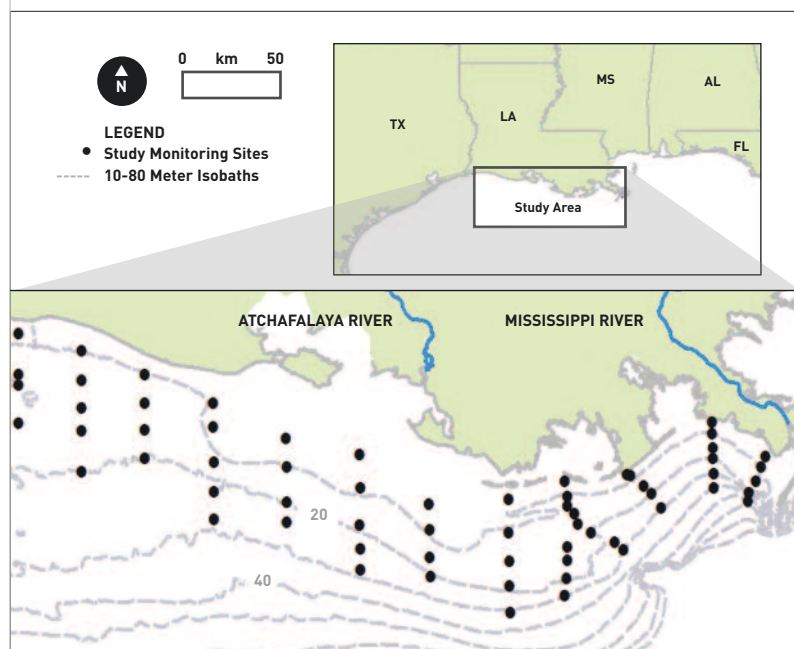 0 km 50
N
LEGEND
Study Monitoring Sites
10-80 Meter Isobaths
TX
LA
MS
AL
FL
Study Area
ATCHAFALAYA RIVER
MISSISSIPPI RIVER
20
40